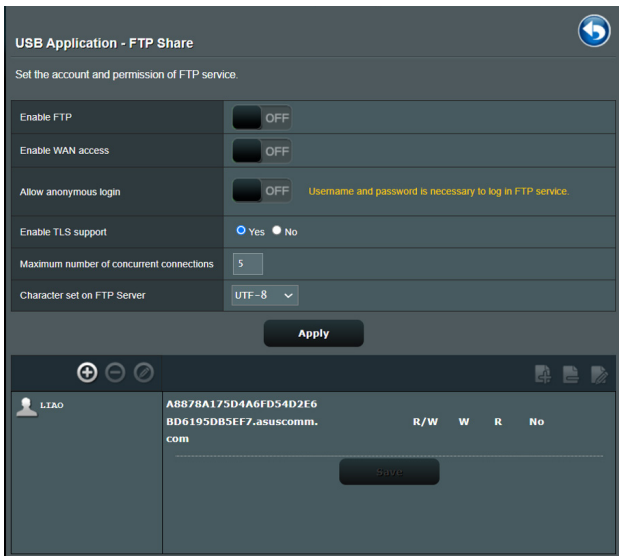 USB Application - FTP Share
Set the account and permission of FTP service.
Enable FTP OFF
Enable WAN access OFF
Allow anonymous login OFF Username and password is necessary to log in FTP service.
Enable TLS support Yes No
Maximum number of concurrent connections 5
Character set on FTP Server UTF-8
Apply
LIAO
A8878A175D4A6FD54D2E6
BD6195DB5EF7.asuscomm. R/W W R No
com
Save